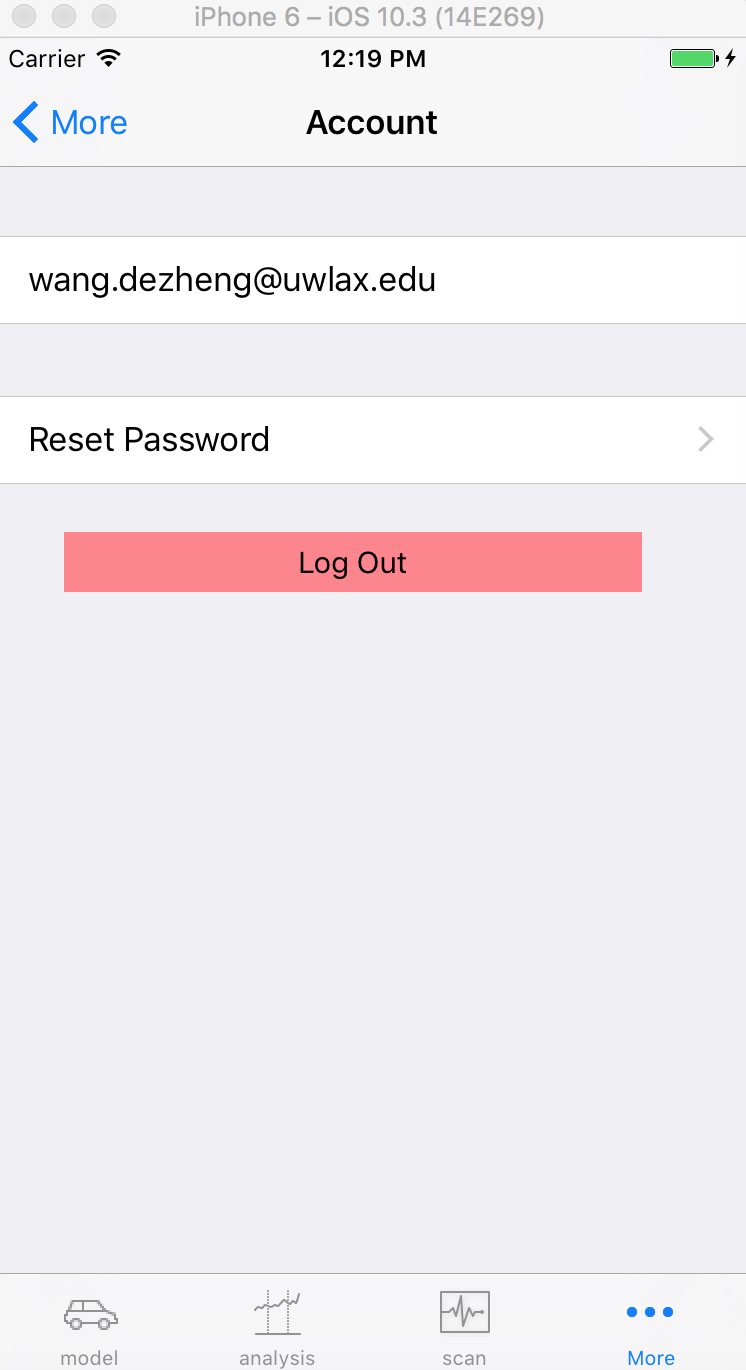 iPhone 6 – iOS 10.3 (14E269)
Carrier 12:19 PM
More Account
wang.dezheng@uwlax.edu
Reset Password
Log Out
model analysis scan More